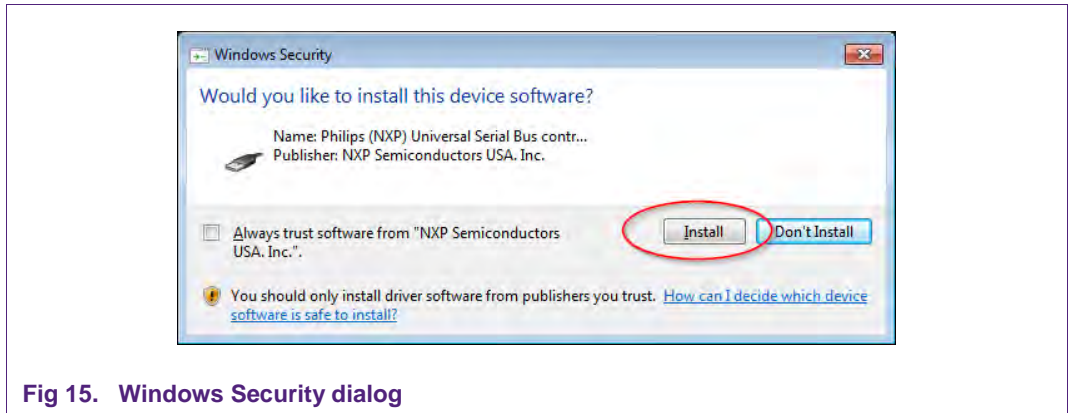 Windows Security
Would you like to install this device software?
Name: Philips (NXP) Universal Serial Bus contr...
Publisher: NXP Semiconductors USA. Inc.
Always trust software from "NXP Semiconductors
USA. Inc.".
Install
Don't Install
You should only install driver software from publishers you trust. How can I decide which device
software is safe to install?
Fig 15. Windows Security dialog